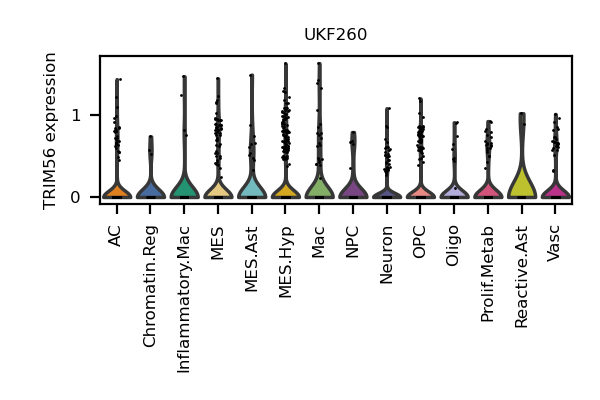 UKF260
TRIM56 expression
1
0
AC
Chromatin.Reg
Inflammatory.Mac
MES
MES.Ast
MES.Hyp
Mac
NPC
Neuron
OPC
Oligo
Prolif.Metab
Reactive.Ast
Vasc